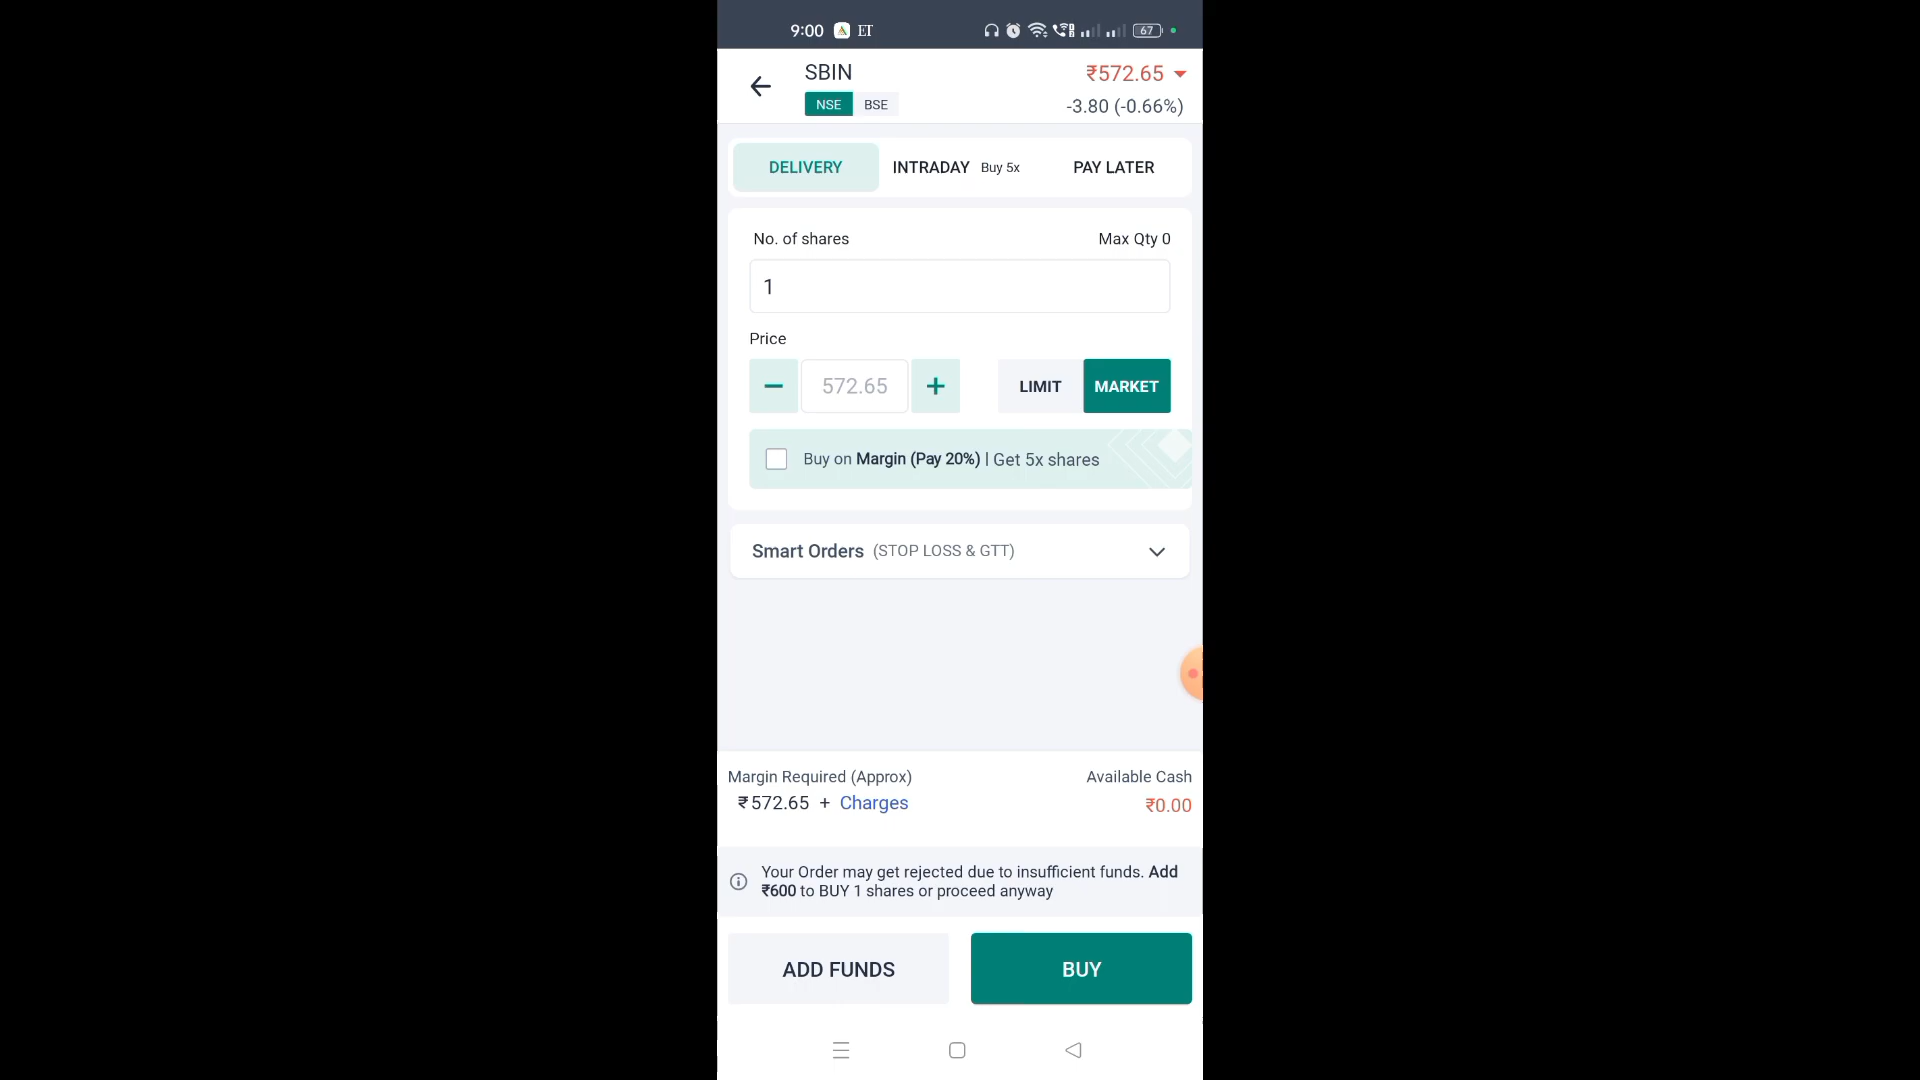 9:00 ET 67
SBIN ₹572.65
NSE BSE -3.80 (-0.66%)
DELIVERY INTRADAY Buy 5x PAY LATER
No. of shares Max Qty 0
1
Price
572.65 LIMIT MARKET
Buy on Margin (Pay 20%) | Get 5x shares
Smart Orders (STOP LOSS & GTT)
Margin Required (Approx) Available Cash
₹572.65 + Charges ₹0.00
Your Order may get rejected due to insufficient funds. Add
₹600 to BUY 1 shares or proceed anyway
ADD FUNDS BUY